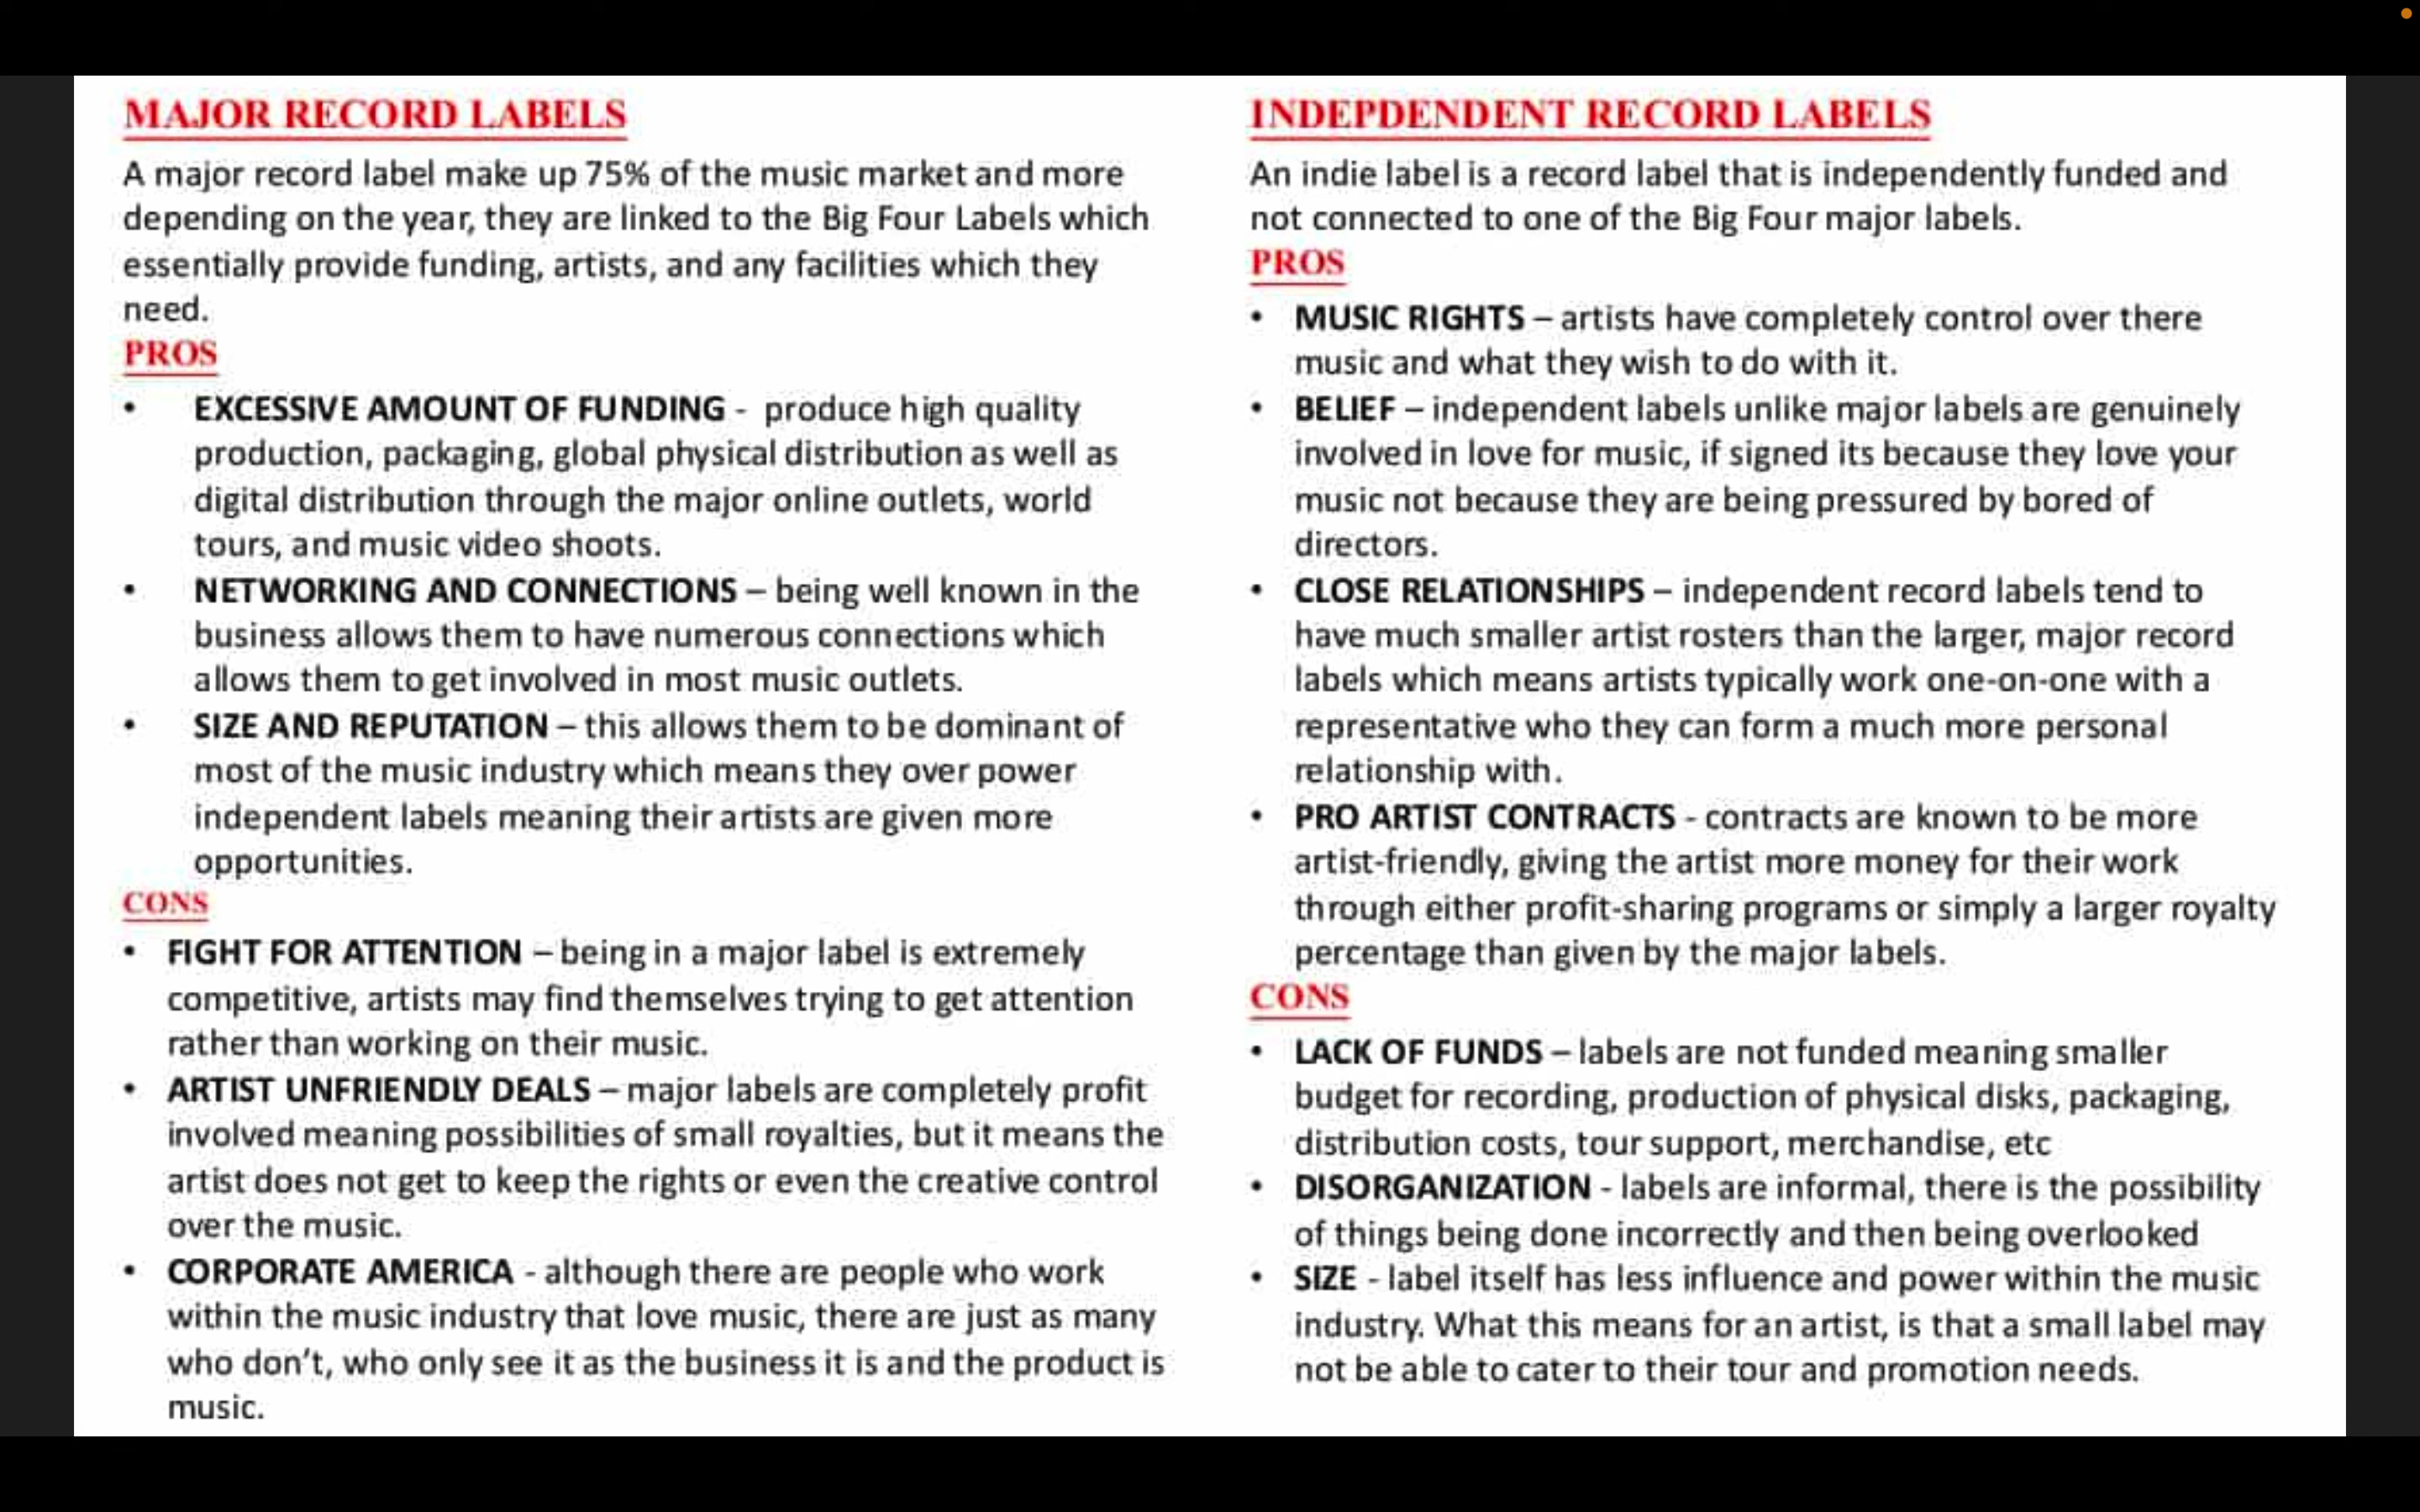 MAJOR RECORD LABELS
A major record label make up 75% of the music market and more
depending on the year, they are linked to the Big Four Labels which
essentially provide funding, artists, and any facilities which they
need.
PROS
• EXCESSIVE AMOUNT OF FUNDING - produce high quality
production, packaging, global physical distribution as well as
digital distribution through the major online outlets, world
tours, and music video shoots.
• NETWORKING AND CONNECTIONS – being well known in the
business allows them to have numerous connections which
allows them to get involved in most music outlets.
• SIZE AND REPUTATION – this allows them to be dominant of
most of the music industry which means they over power
independent labels meaning their artists are given more
opportunities.
CONS
• FIGHT FOR ATTENTION – being in a major label is extremely
competitive, artists may find themselves trying to get attention
rather than working on their music.
• ARTIST UNFRIENDLY DEALS – major labels are completely profit
involved meaning possibilities of small royalties, but it means the
artist does not get to keep the rights or even the creative control
over the music.
• CORPORATE AMERICA - although there are people who work
within the music industry that love music, there are just as many
who don't, who only see it as the business it is and the product is
music.
INDEPDENDENT RECORD LABELS
An indie label is a record label that is independently funded and
not connected to one of the Big Four major labels.
PROS
• MUSIC RIGHTS – artists have completely control over there
music and what they wish to do with it.
• BELIEF – independent labels unlike major labels are genuinely
involved in love for music, if signed its because they love your
music not because they are being pressured by bored of
directors.
• CLOSE RELATIONSHIPS – independent record labels tend to
have much smaller artist rosters than the larger, major record
labels which means artists typically work one-on-one with a
representative who they can form a much more personal
relationship with.
• PRO ARTIST CONTRACTS - contracts are known to be more
artist-friendly, giving the artist more money for their work
through either profit-sharing programs or simply a larger royalty
percentage than given by the major labels.
CONS
• LACK OF FUNDS – labels are not funded meaning smaller
budget for recording, production of physical disks, packaging,
distribution costs, tour support, merchandise, etc
• DISORGANIZATION - labels are informal, there is the possibility
of things being done incorrectly and then being overlooked
• SIZE - label itself has less influence and power within the music
industry. What this means for an artist, is that a small label may
not be able to cater to their tour and promotion needs.